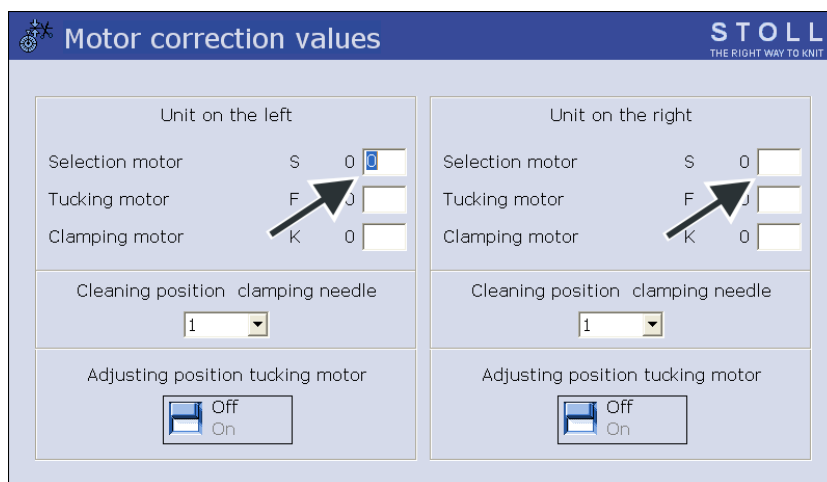 Motor correction values
STOLL
THE RIGHT WAY TO KNIT
Unit on the left
Selection motor S 0 0
Tucking motor F 0
Clamping motor K 0
Cleaning position clamping needle
1
Adjusting position tucking motor
Off
On
Unit on the right
Selection motor S 0
Tucking motor F 0
Clamping motor K 0
Cleaning position clamping needle
1
Adjusting position tucking motor
Off
On